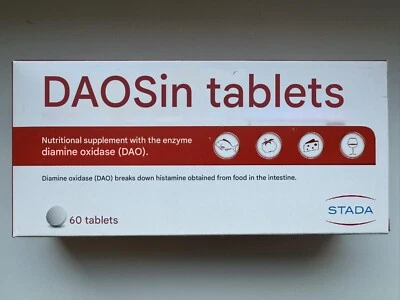 DAOSin tablets
Nutritional supplement with the enzyme
diamine oxidase (DAO).
Diamine oxidase (DAO) breaks down histamine obtained from food in the intestine.
60 tablets
STADA